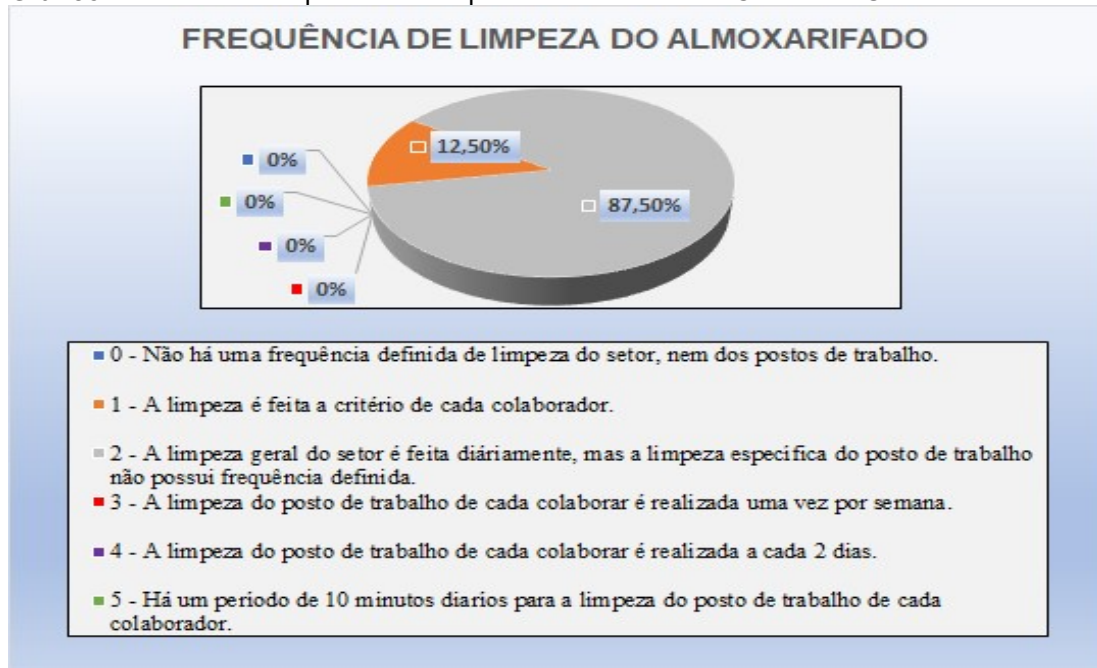 FREQUÊNCIA DE LIMPEZA DO ALMOXARIFADO
12,50%
0%
0%
87,50%
0%
0%
0 - Não há uma frequência definida de limpeza do setor, nem dos postos de trabalho.
1 - A limpeza é feita a critério de cada colaborador.
2 - A limpeza geral do setor é feita diáriamente, mas a limpeza especifica do posto de trabalho
não possui frequência definida.
3 - A limpeza do posto de trabalho de cada colaborar é realizada uma vez por semana.
4 - A limpeza do posto de trabalho de cada colaborar é realizada a cada 2 dias.
5 - Há um periodo de 10 minutos diarios para a limpeza do posto de trabalho de cada
colaborador.